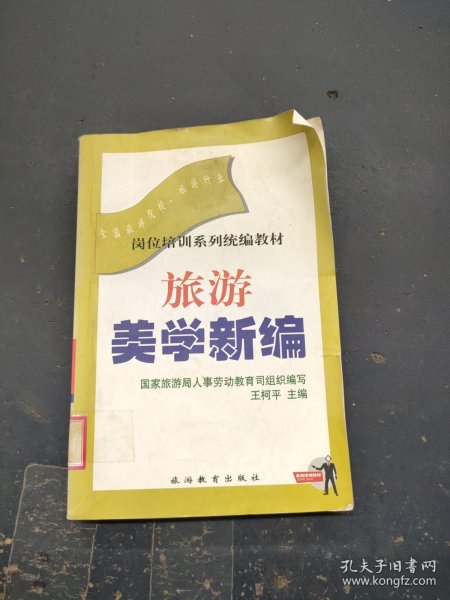 全国旅游院校、旅游行业
岗位培训系列统编教材
旅游
美学新编
国家旅游局人事劳动教育司组织编写
王柯平 主编
旅游教育出版社
孔夫子旧书网
www.kongfz.com